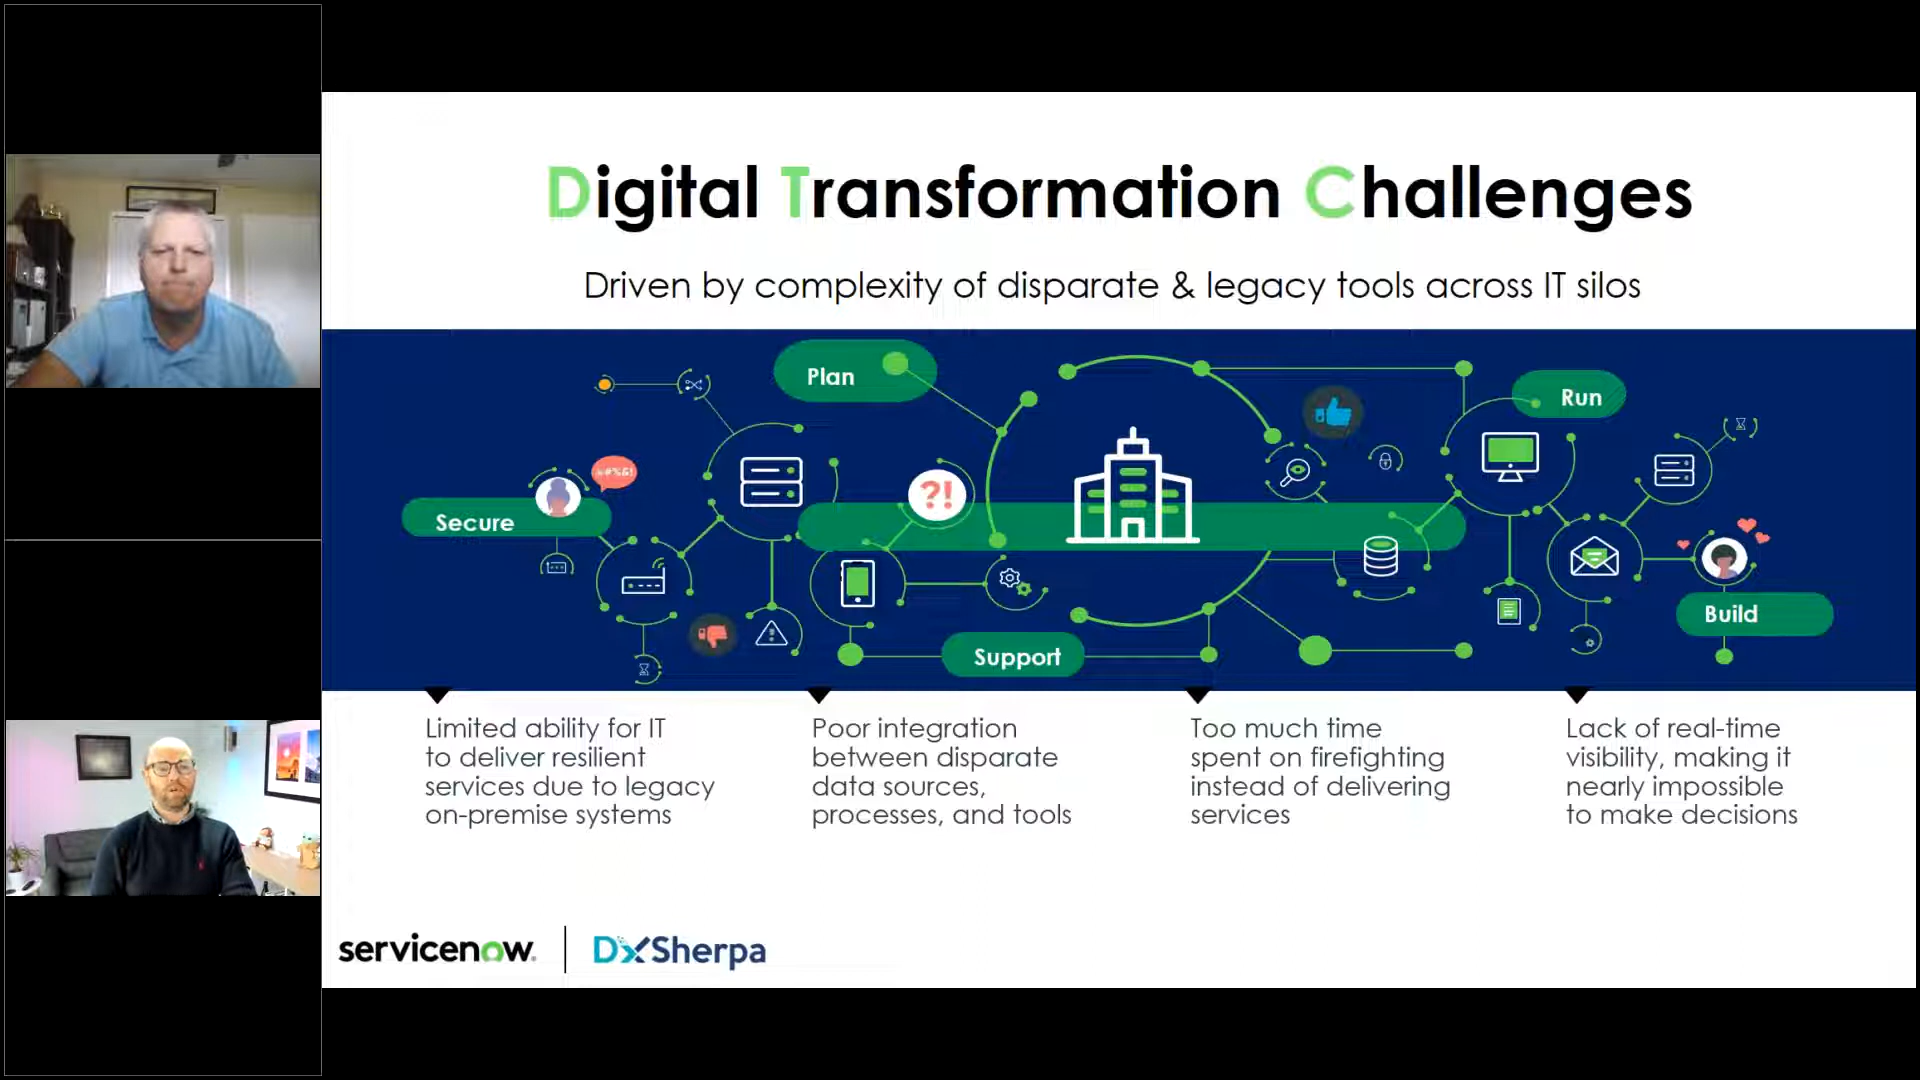 Digital Transformation Challenges
Driven by complexity of disparate & legacy tools across IT silos
Plan
Run
#%&!
?!
Secure
Build
Support
Limited ability for IT
to deliver resilient
services due to legacy
on-premise systems
Poor integration
between disparate
data sources,
processes, and tools
Too much time
spent on firefighting
instead of delivering
services
Lack of real-time
visibility, making it
nearly impossible
to make decisions
servicenow
DxSherpa